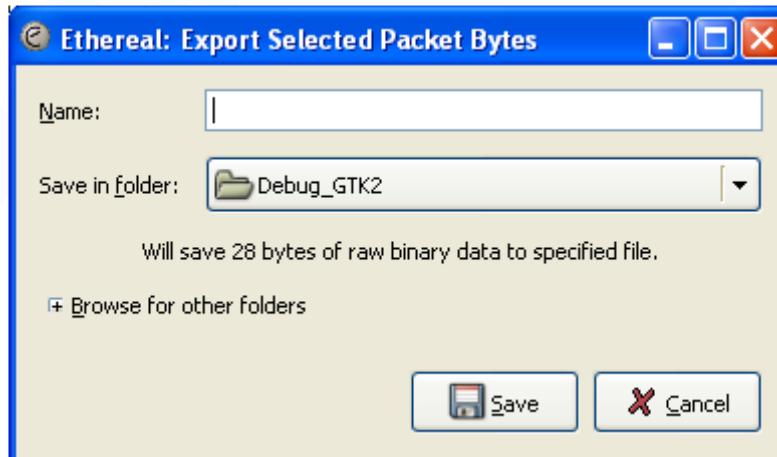 Ethereal: Export Selected Packet Bytes
Name:
Save in folder: Debug_GTK2
Will save 28 bytes of raw binary data to specified file.
Browse for other folders
Save Cancel